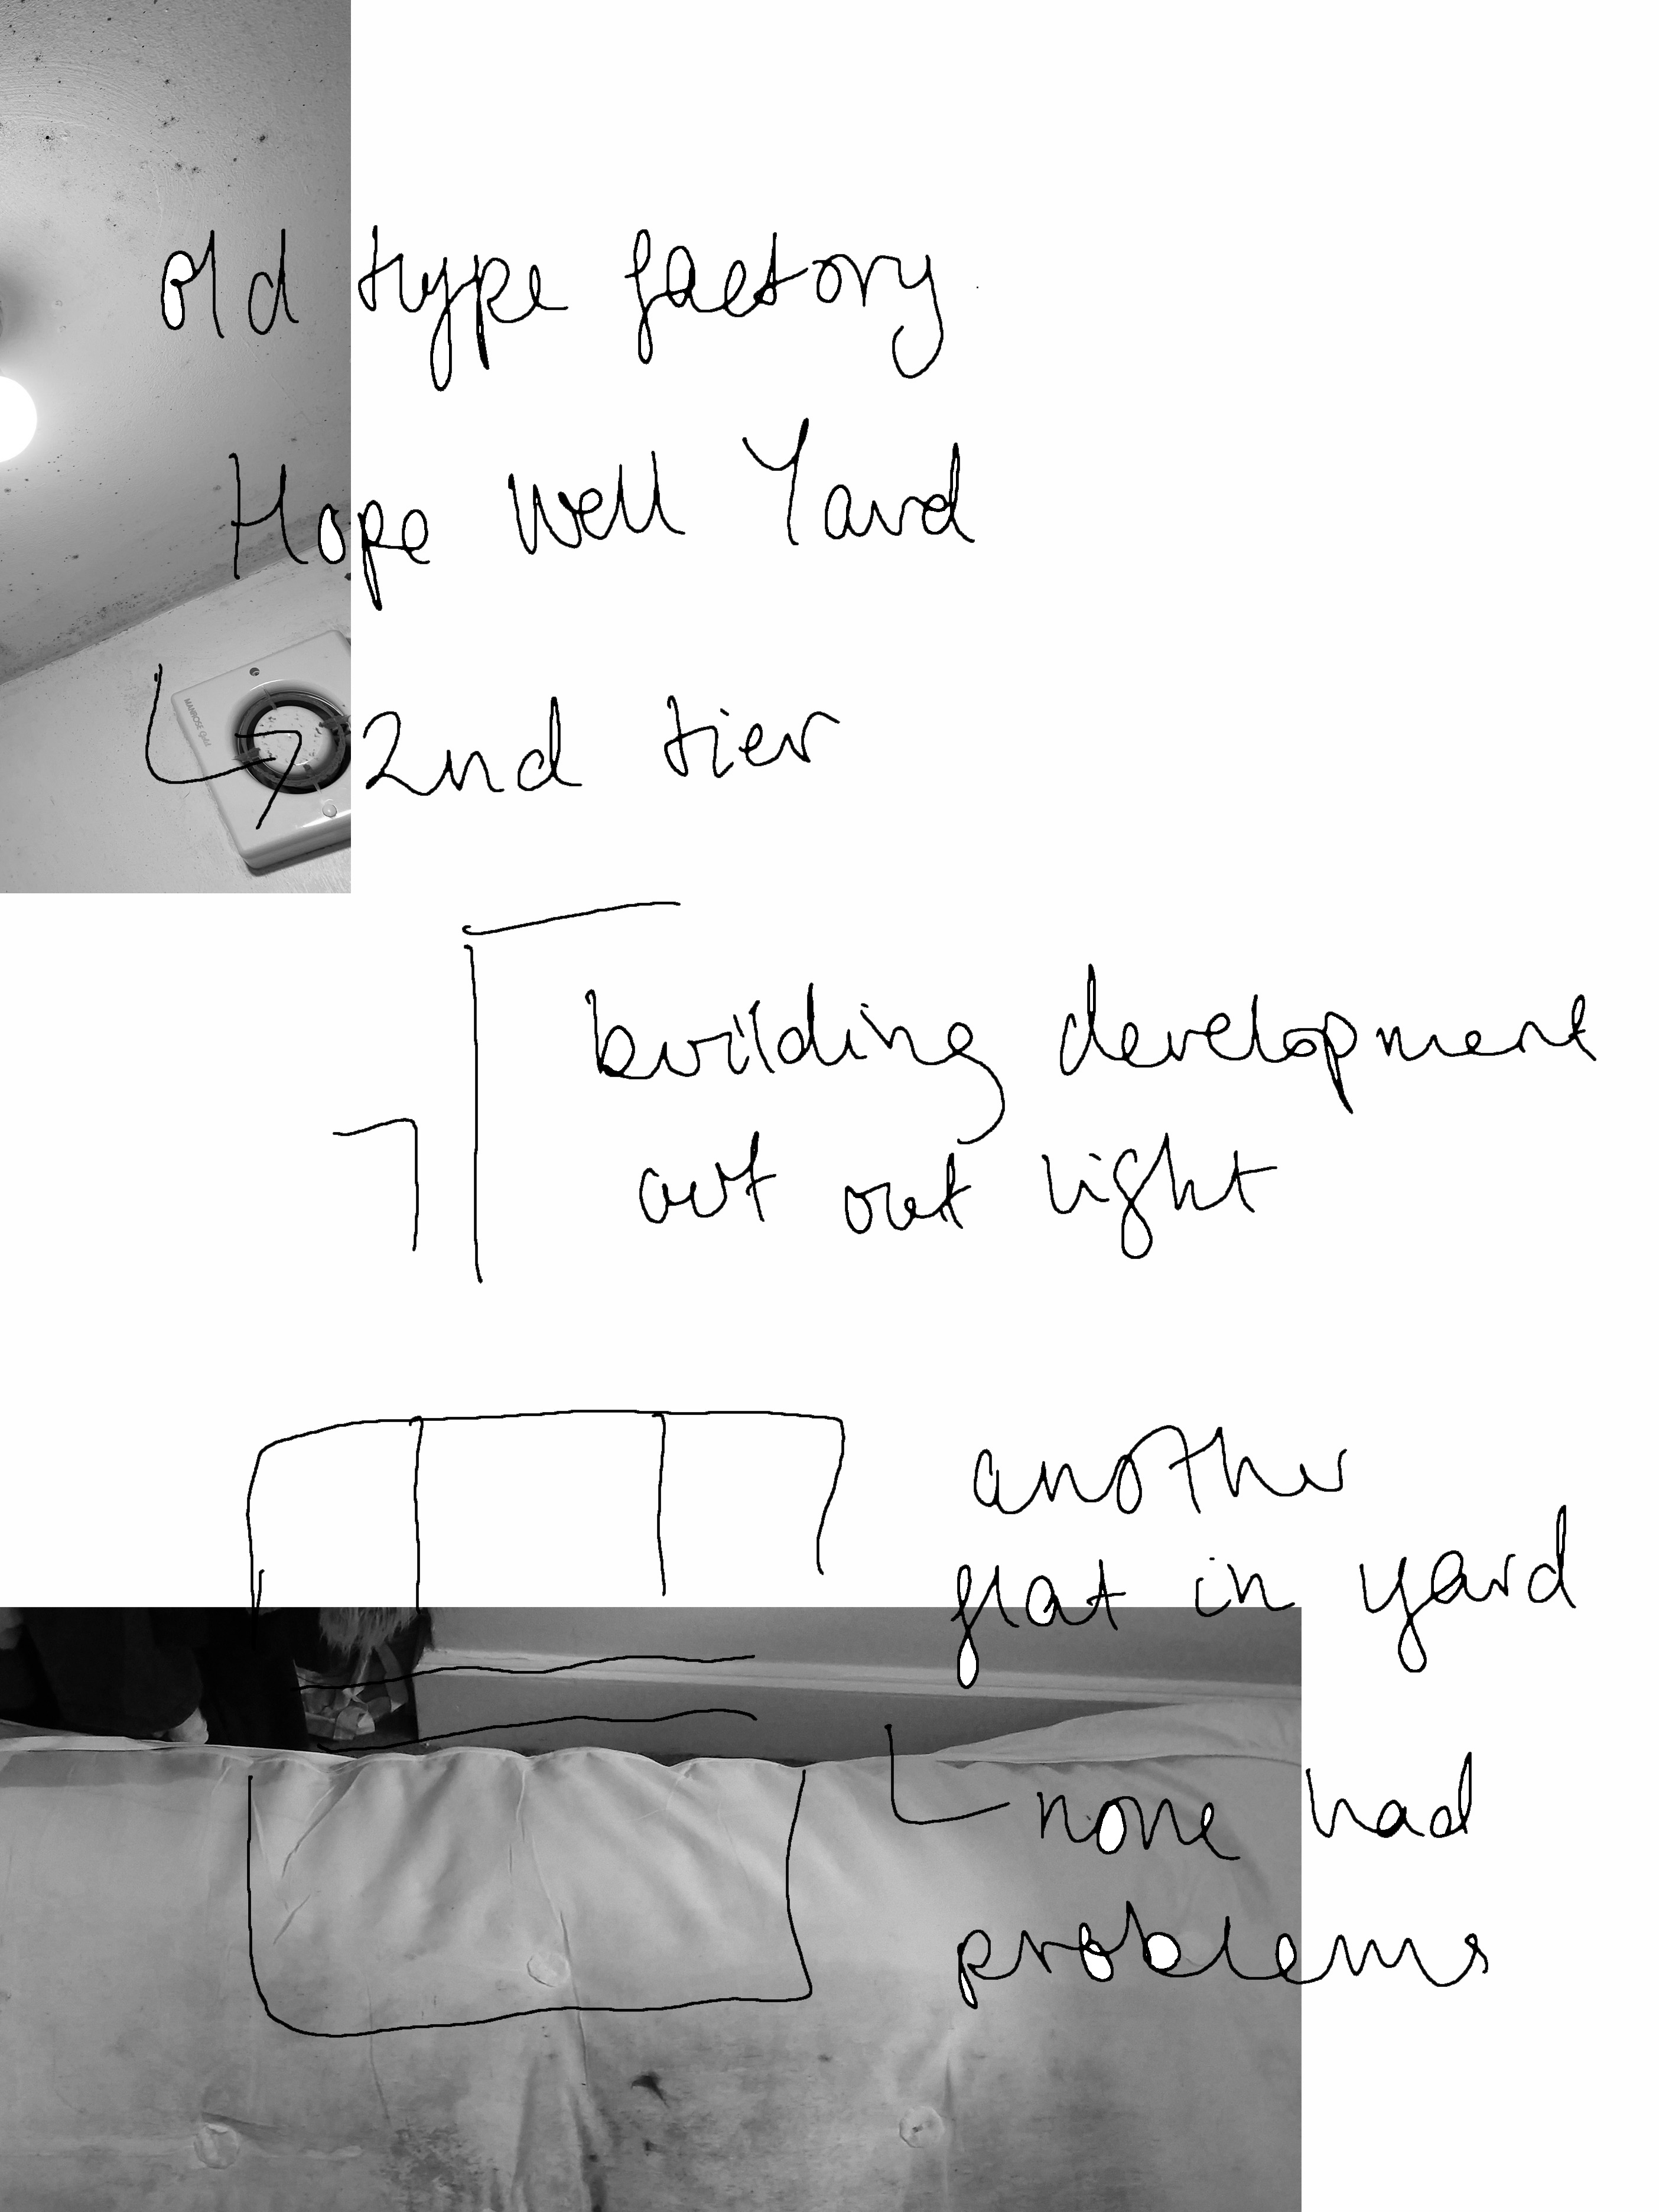 old type factory
Hope Well Yard
MANROSE
2nd tier
building development
cut out light
another
flat in yard
none had
problems